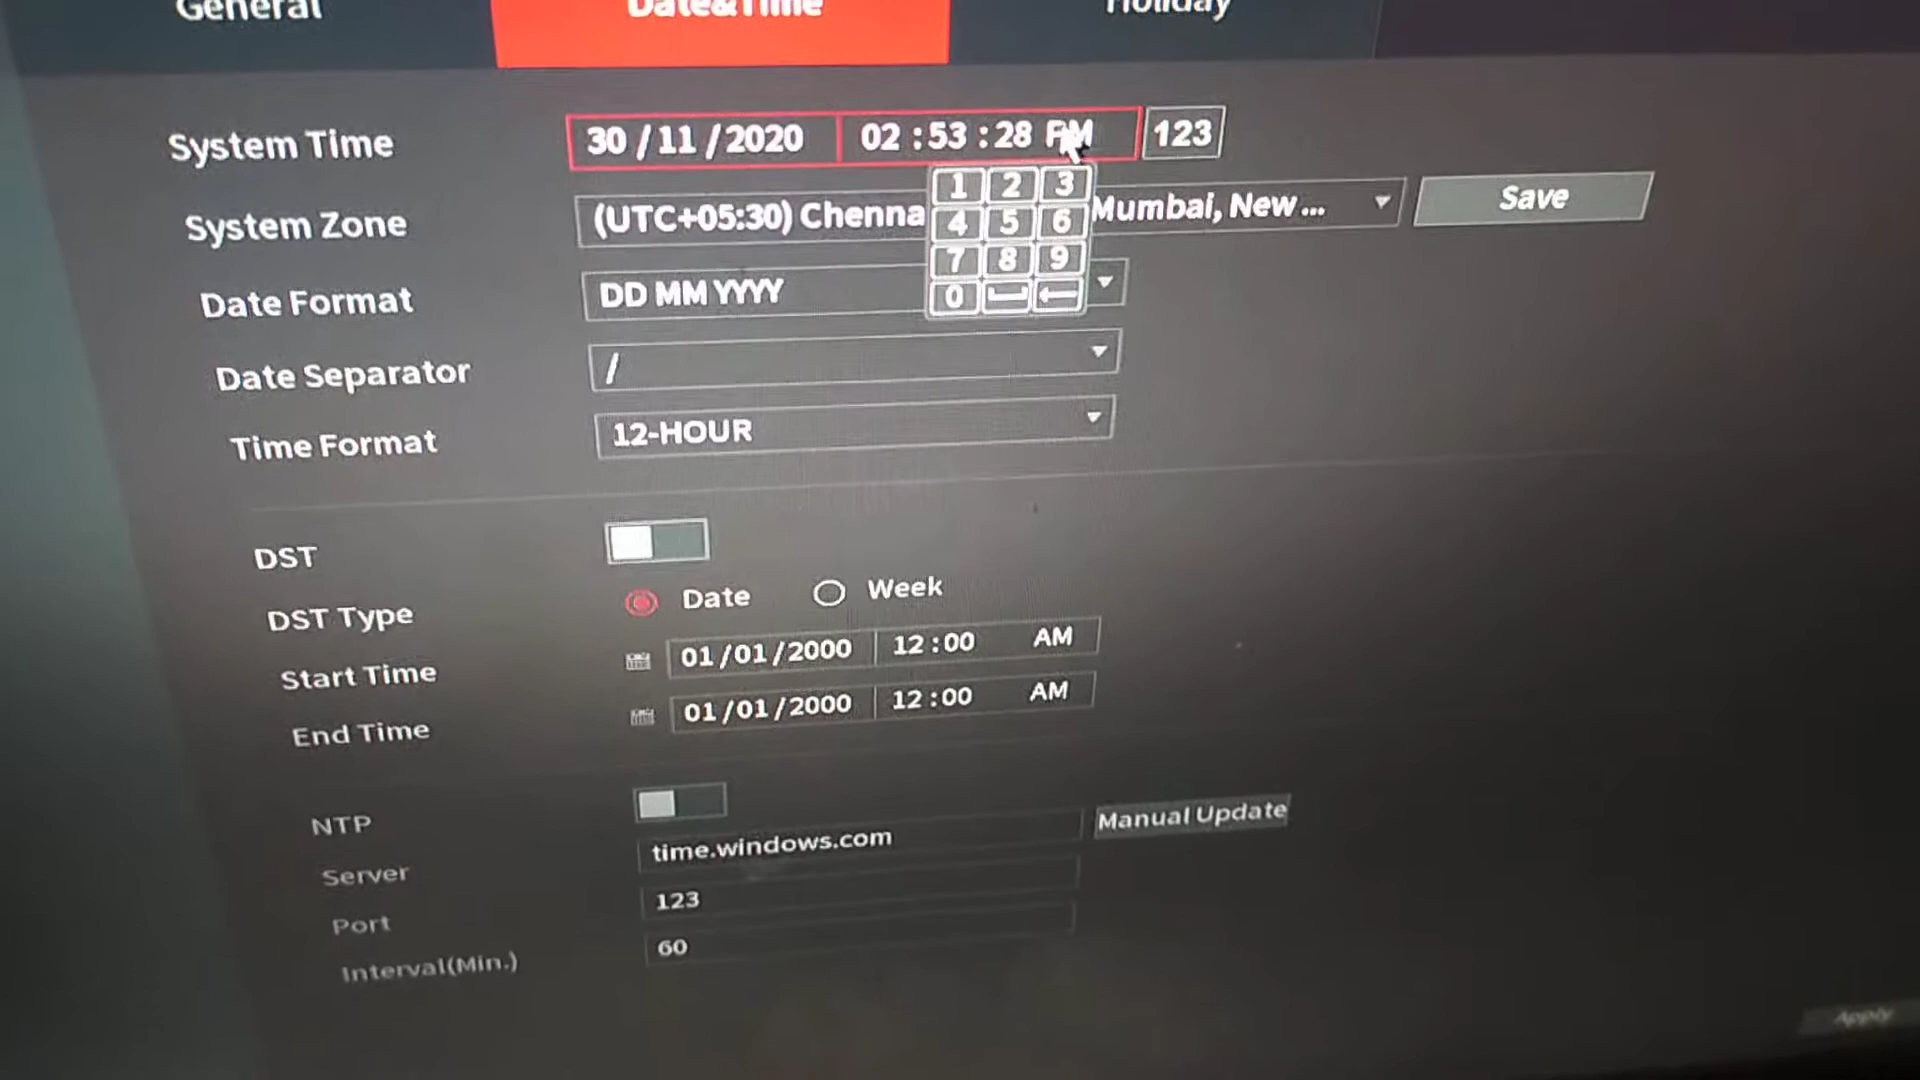 General Date&Time Holiday
System Time 30 / 11 / 2020 02 : 53 : 28 PM 123
1 2 3
System Zone (UTC+05:30) Chenna Mumbai, New ... Save
4 5 6
7 8 9
Date Format DD MM YYYY
0
Date Separator /
Time Format 12-HOUR
DST
DST Type Date Week
Start Time 01 / 01 / 2000 12 : 00 AM
End Time 01 / 01 / 2000 12 : 00 AM
NTP
Server time.windows.com Manual Update
Port 123
Interval(Min.) 60
Apply